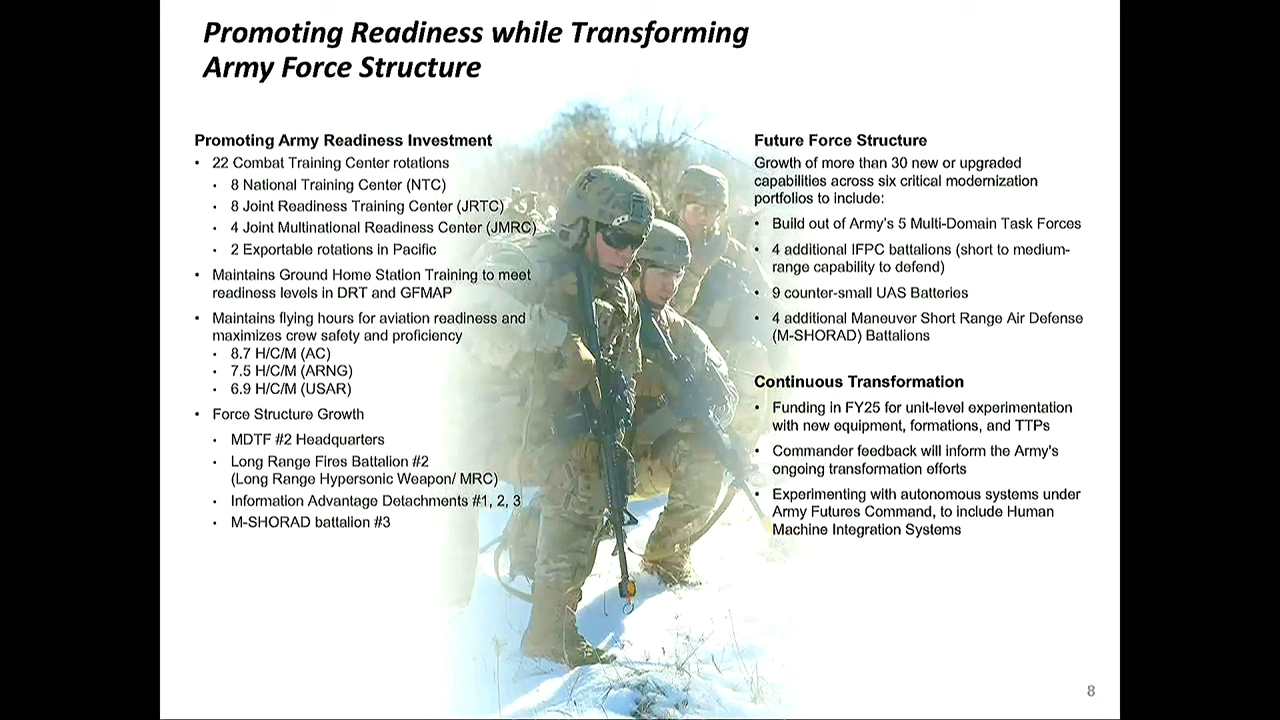 Promoting Readiness while Transforming
Army Force Structure
Promoting Army Readiness Investment
• 22 Combat Training Center rotations
• 8 National Training Center (NTC)
• 8 Joint Readiness Training Center (JRTC)
• 4 Joint Multinational Readiness Center (JMRC)
• 2 Exportable rotations in Pacific
• Maintains Ground Home Station Training to meet
readiness levels in DRT and GFMAP
• Maintains flying hours for aviation readiness and
maximizes crew safety and proficiency
• 8.7 H/C/M (AC)
• 7.5 H/C/M (ARNG)
• 6.9 H/C/M (USAR)
• Force Structure Growth
• MDTF #2 Headquarters
• Long Range Fires Battalion #2
(Long Range Hypersonic Weapon/ MRC)
• Information Advantage Detachments #1, 2, 3
• M-SHORAD battalion #3
Future Force Structure
Growth of more than 30 new or upgraded
capabilities across six critical modernization
portfolios to include:
• Build out of Army's 5 Multi-Domain Task Forces
• 4 additional IFPC battalions (short to medium-
range capability to defend)
• 9 counter-small UAS Batteries
• 4 additional Maneuver Short Range Air Defense
(M-SHORAD) Battalions
Continuous Transformation
• Funding in FY25 for unit-level experimentation
with new equipment, formations, and TTPs
• Commander feedback will inform the Army's
ongoing transformation efforts
• Experimenting with autonomous systems under
Army Futures Command, to include Human
Machine Integration Systems
8